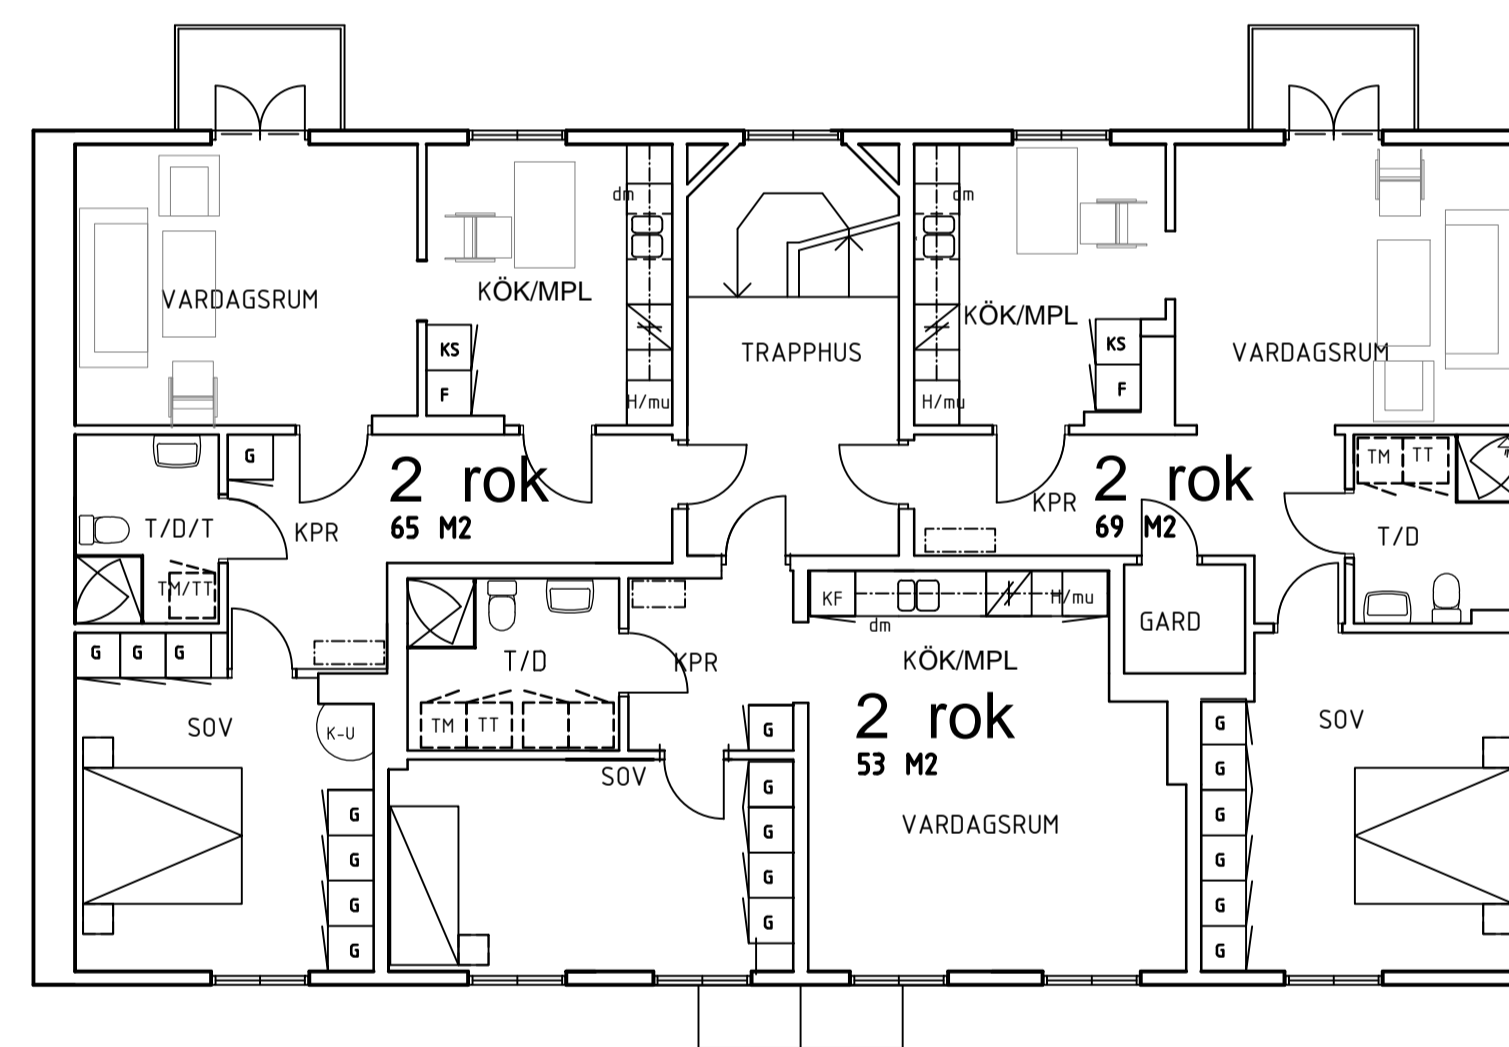 VARDAGSRUM
KÖK/MPL
dm
KS
F
H/mu
TRAPPHUS
dm
KÖK/MPL
KS
F
H/mu
VARDAGSRUM
G
T/D/T
TM/TT
KPR
2 rok
65 M2
KPR
2 rok
69 M2
TM
TT
T/D
G
G
G
SOV
K-U
G
G
G
G
T/D
TM
TT
KPR
KF
dm
H/mu
KÖK/MPL
2 rok
53 M2
VARDAGSRUM
GARD
SOV
G
G
G
G
G
SOV
G
G
G
G
G
G